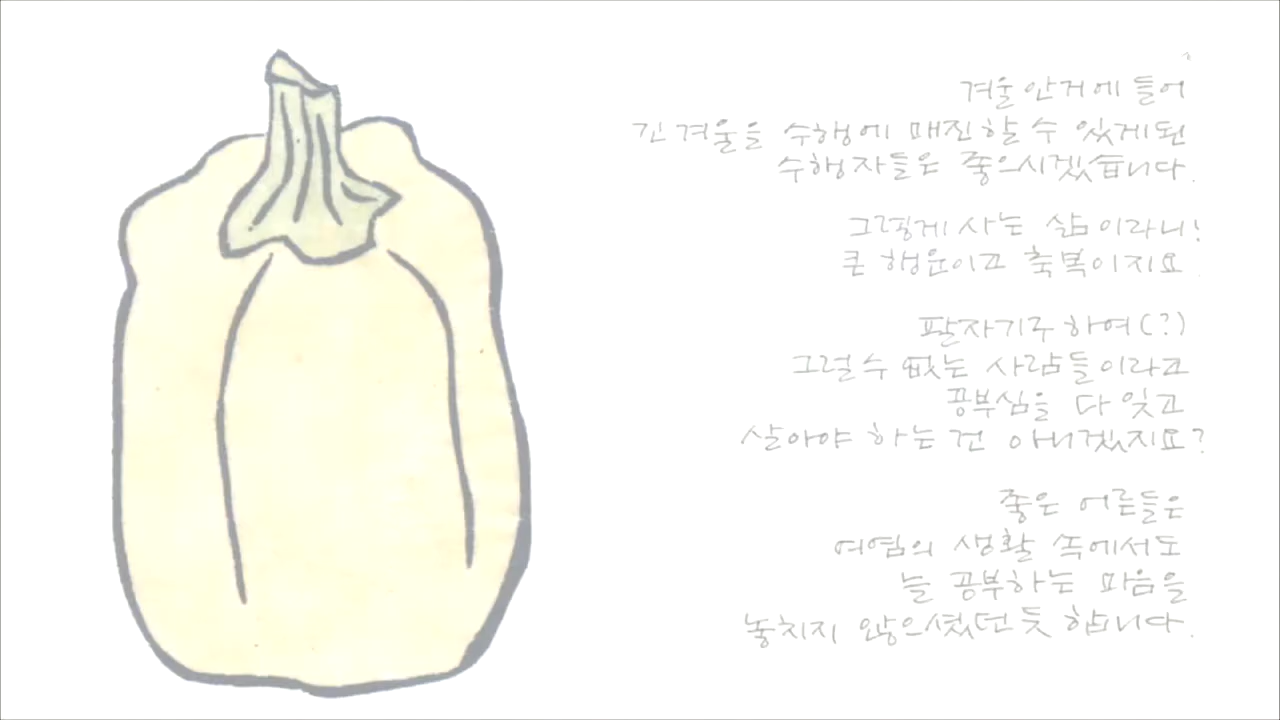 겨울 안거에 들어
긴 겨울을 수행에 매진할 수 있게 된
수행자들은 좋으시겠습니다.
그렇게 사는 삶이라니!
큰 행운이고 축복이지요
팔자기구하여(?)
그럴 수 없는 사람들이라고
공부심을 다 잊고
살아야 하는 건 아니겠지요?
좋은 어른들은
여염의 생활 속에서도
늘 공부하는 마음을
놓치지 않으셨던 듯 합니다.